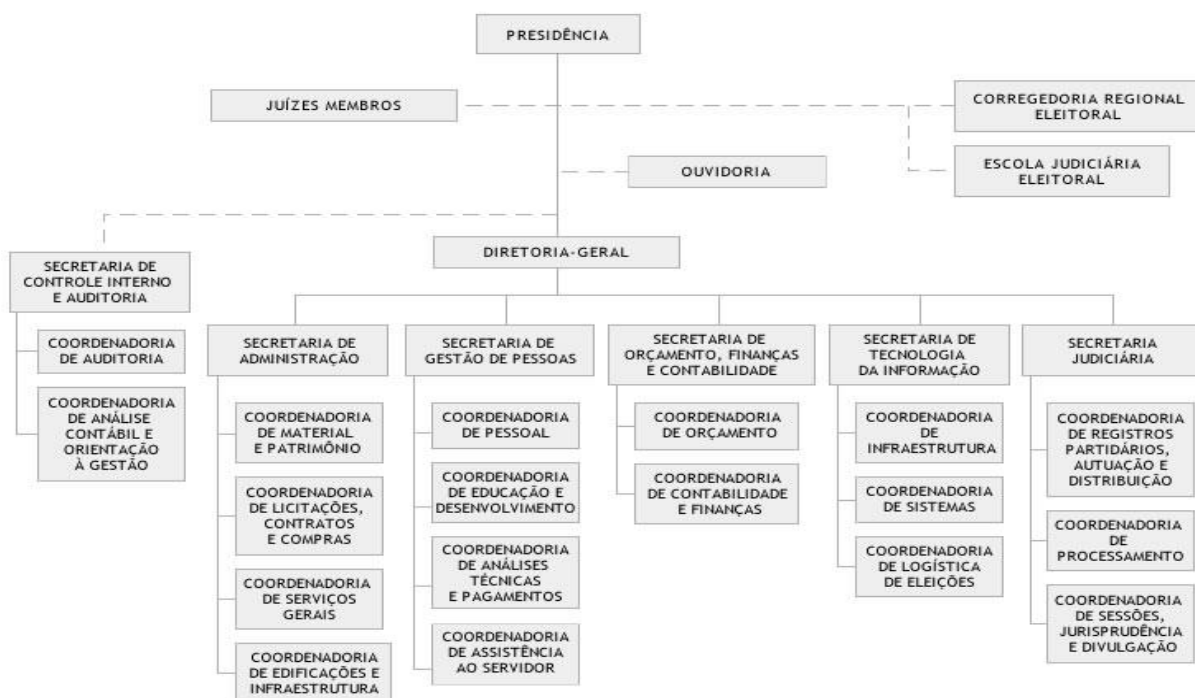 PRESIDÊNCIA
JUÍZES MEMBROS
CORREGEDORIA REGIONAL
ELEITORAL
OUVIDORIA
ESCOLA JUDICIÁRIA
ELEITORAL
DIRETORIA-GERAL
SECRETARIA DE
CONTROLE INTERNO
E AUDITORIA
COORDENADORIA
DE AUDITORIA
COORDENADORIA
DE ANÁLISE
CONTÁBIL E
ORIENTAÇÃO
À GESTÃO
SECRETARIA DE
ADMINISTRAÇÃO
COORDENADORIA
DE MATERIAL
E PATRIMÔNIO
COORDENADORIA
DE LICITAÇÕES,
CONTRATOS
E COMPRAS
COORDENADORIA
DE SERVIÇOS
GERAIS
COORDENADORIA
DE EDIFICAÇÕES E
INFRAESTRUTURA
SECRETARIA DE
GESTÃO DE PESSOAS
COORDENADORIA
DE PESSOAL
COORDENADORIA
DE EDUCAÇÃO E
DESENVOLVIMENTO
COORDENADORIA
DE ANÁLISES
TÉCNICAS
E PAGAMENTOS
COORDENADORIA
DE ASSISTÊNCIA
AO SERVIDOR
SECRETARIA DE
ORÇAMENTO, FINANÇAS
E CONTABILIDADE
COORDENADORIA
DE ORÇAMENTO
COORDENADORIA
DE CONTABILIDADE
E FINANÇAS
SECRETARIA DE
TECNOLOGIA
DA INFORMAÇÃO
COORDENADORIA
DE
INFRAESTRUTURA
COORDENADORIA
DE SISTEMAS
COORDENADORIA
DE LOGÍSTICA
DE ELEIÇÕES
SECRETARIA
JUDICIÁRIA
COORDENADORIA
DE REGISTROS
PARTIDÁRIOS,
AUTUAÇÃO E
DISTRIBUIÇÃO
COORDENADORIA
DE
PROCESSAMENTO
COORDENADORIA
DE SESSÕES,
JURISPRUDÊNCIA
E DIVULGAÇÃO